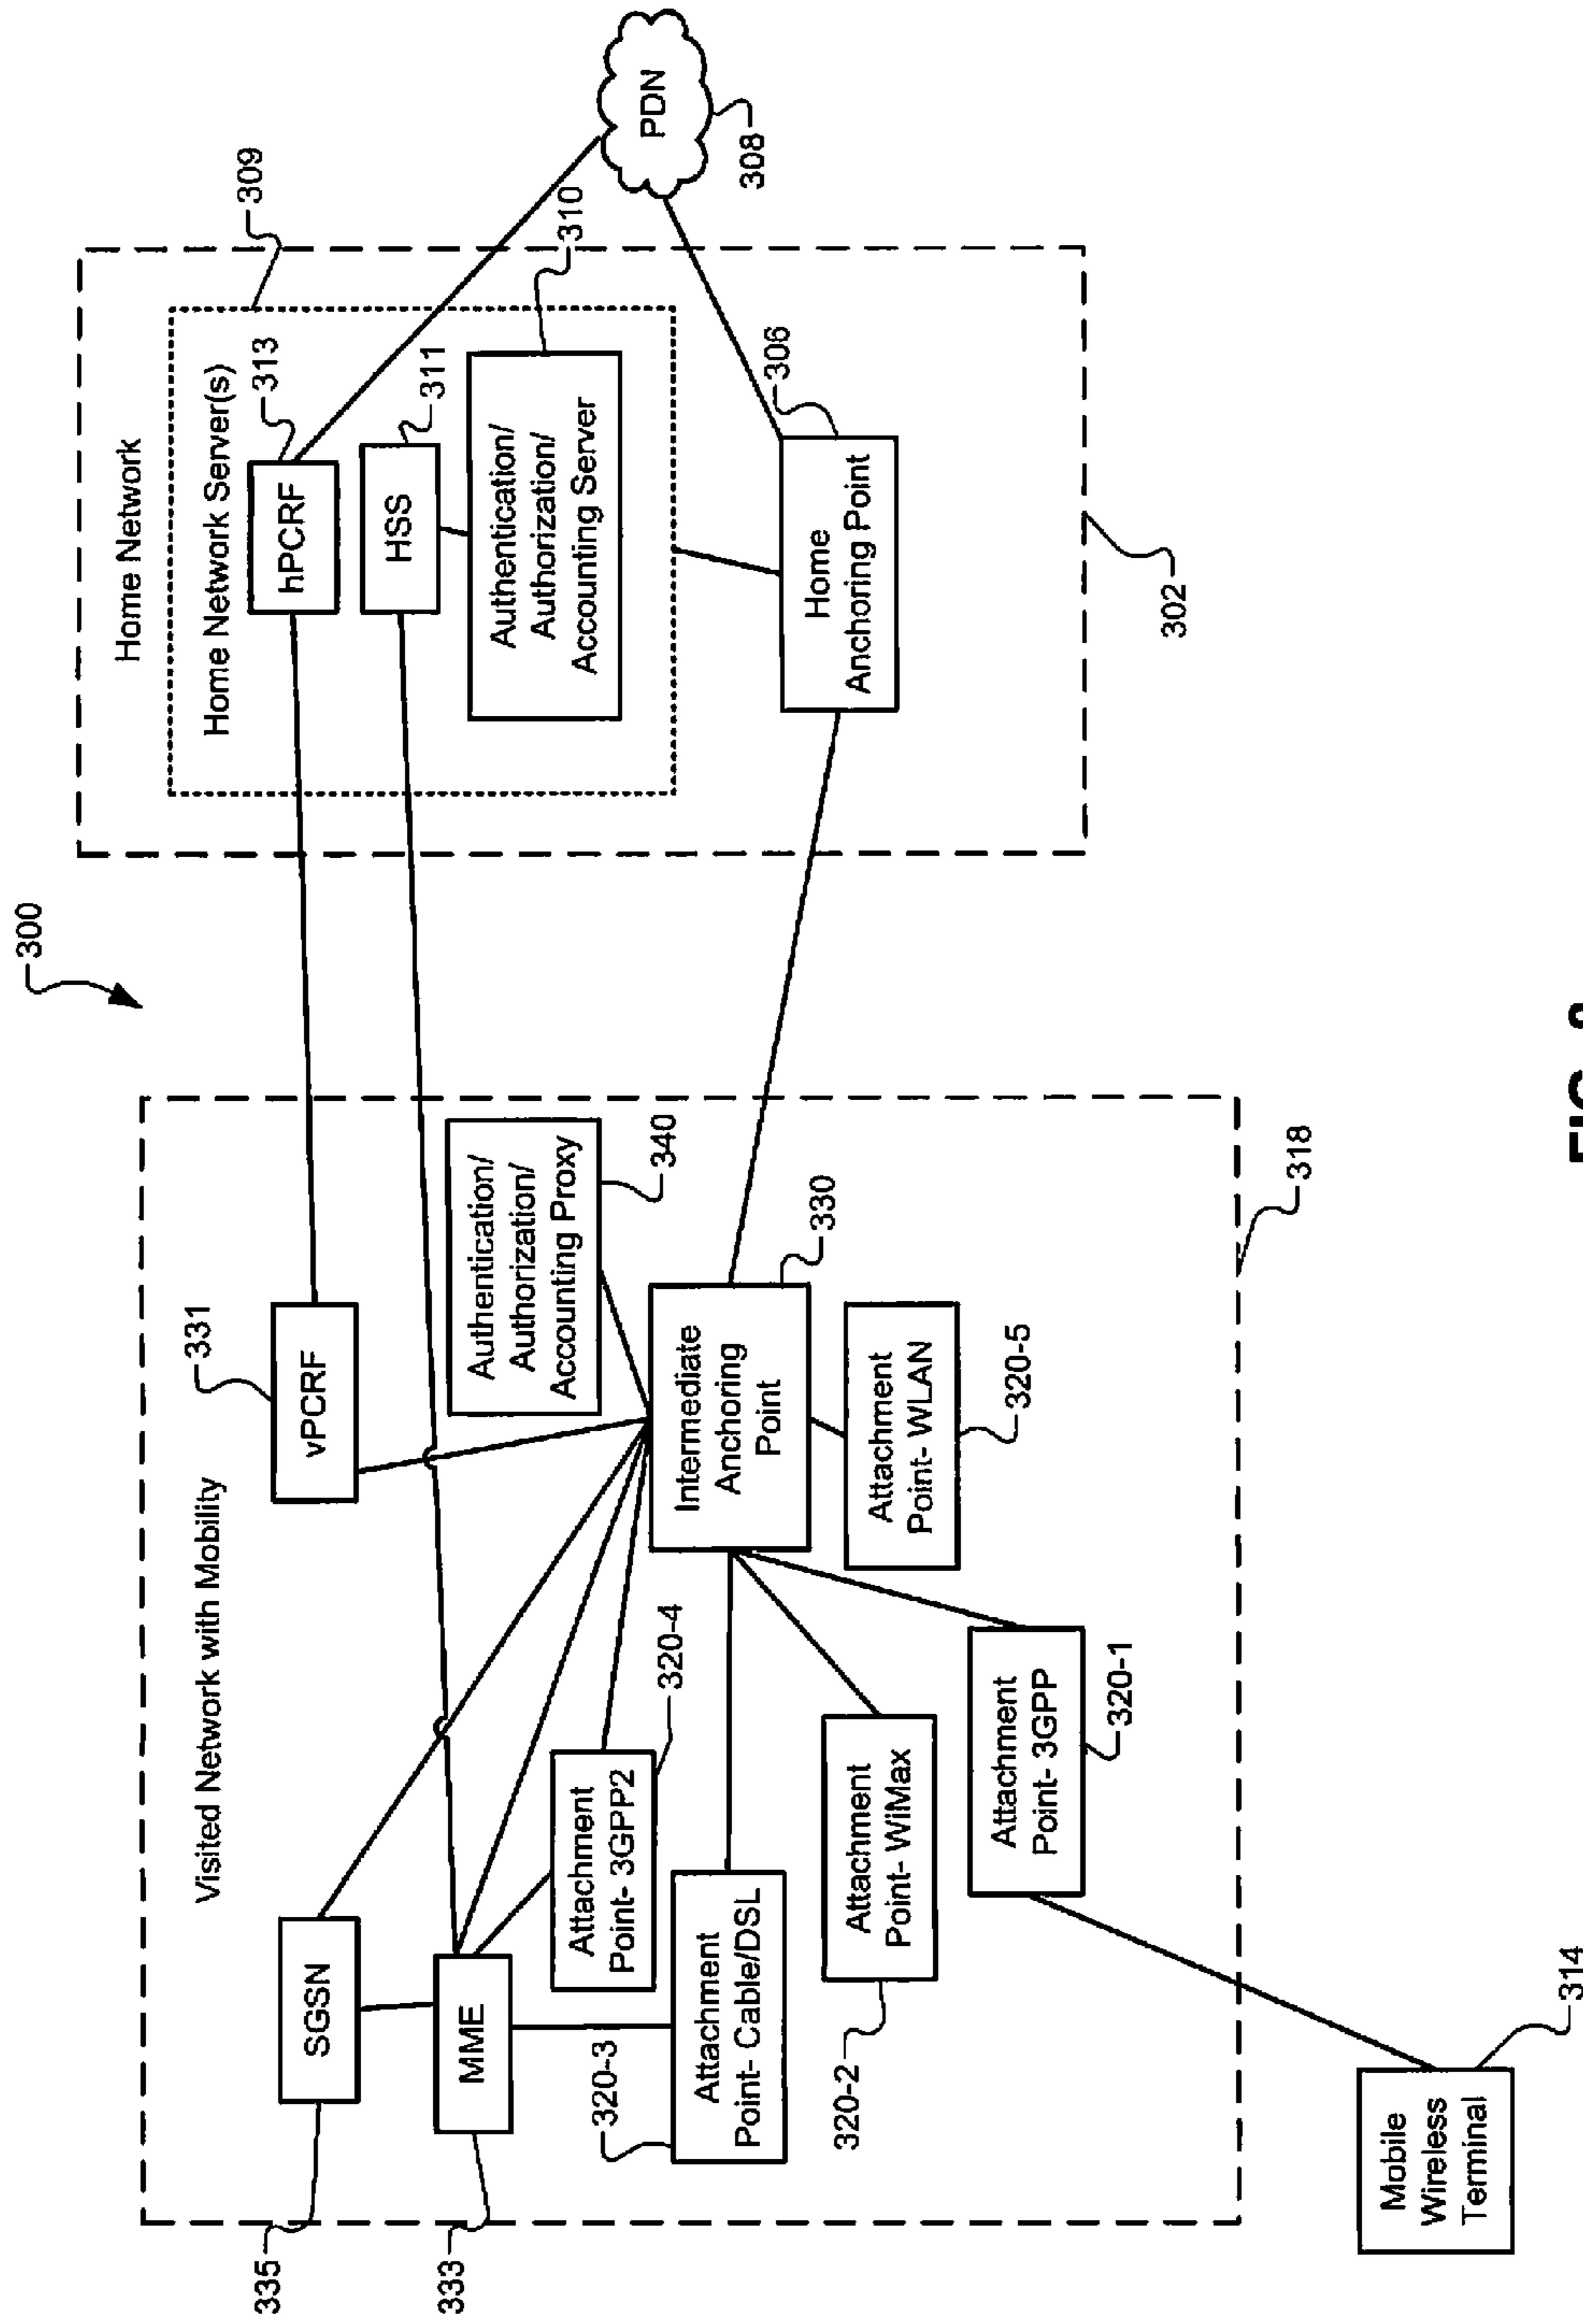 300
Visited Network with Mobility
335
SGSN
333
MME
331
vPCRF
Authentication/
Authorization/
Accounting Proxy
340
Attachment
Point- 3GPP2
320-4
320-3
Attachment
Point- Cable/DSL
Intermediate
Anchoring
Point
330
320-2
Attachment
Point- WiMax
Attachment
Point- WLAN
320-5
Attachment
Point- 3GPP
320-1
318
Mobile
Wireless
Terminal
314
Home Network
Home Network Server(s)
309
hPCRF
313
HSS
311
Authentication/
Authorization/
Accounting Server
310
PDN
308
Home
Anchoring Point
306
302
FIG.